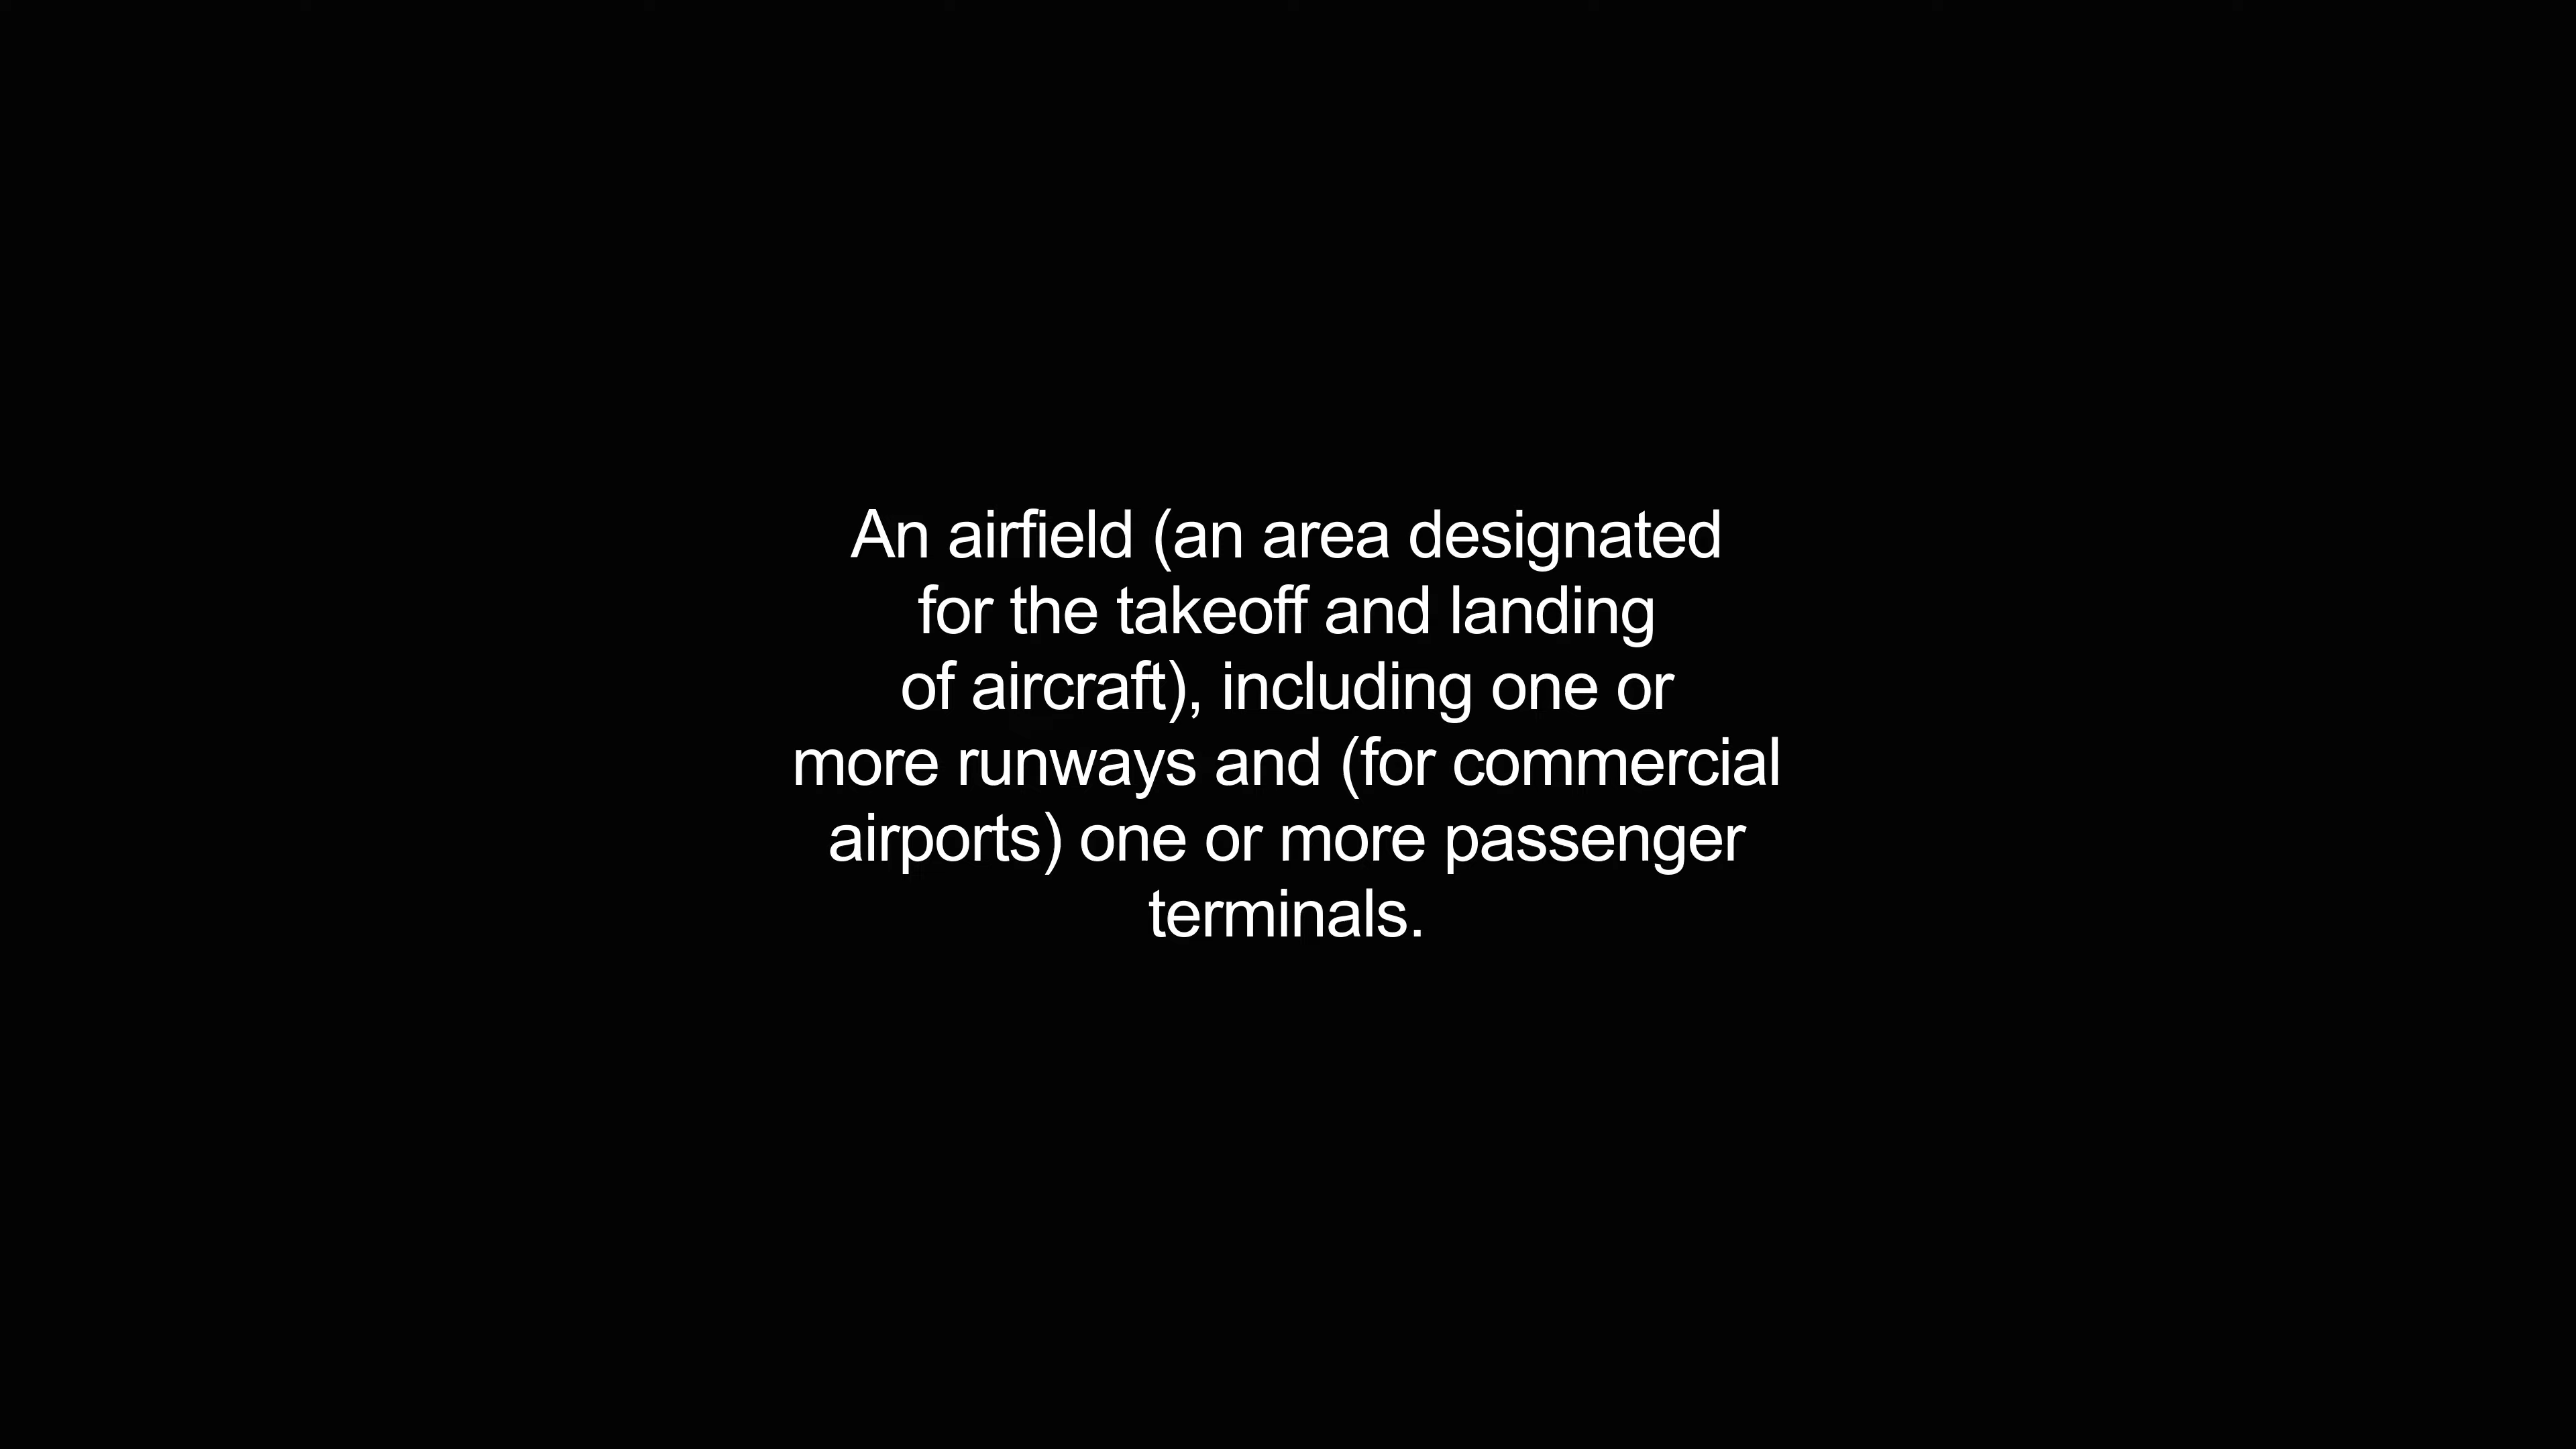 An airfield (an area designated
for the takeoff and landing
of aircraft), including one or
more runways and (for commercial
airports) one or more passenger
terminals.